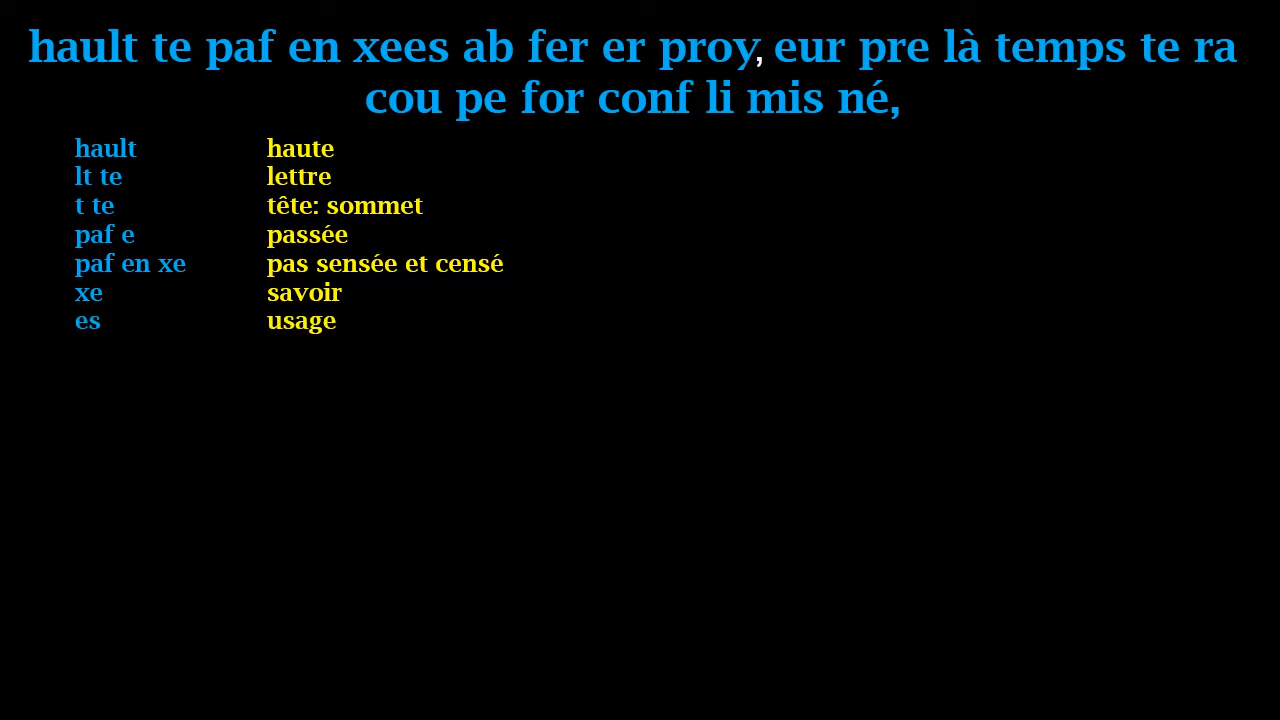 hault te paf en xees ab fer er proy, eur pre là temps te ra
cou pe for conf li mis né,
hault haute
lt te lettre
t te tête: sommet
paf e passée
paf en xe pas sensée et censé
xe savoir
es usage